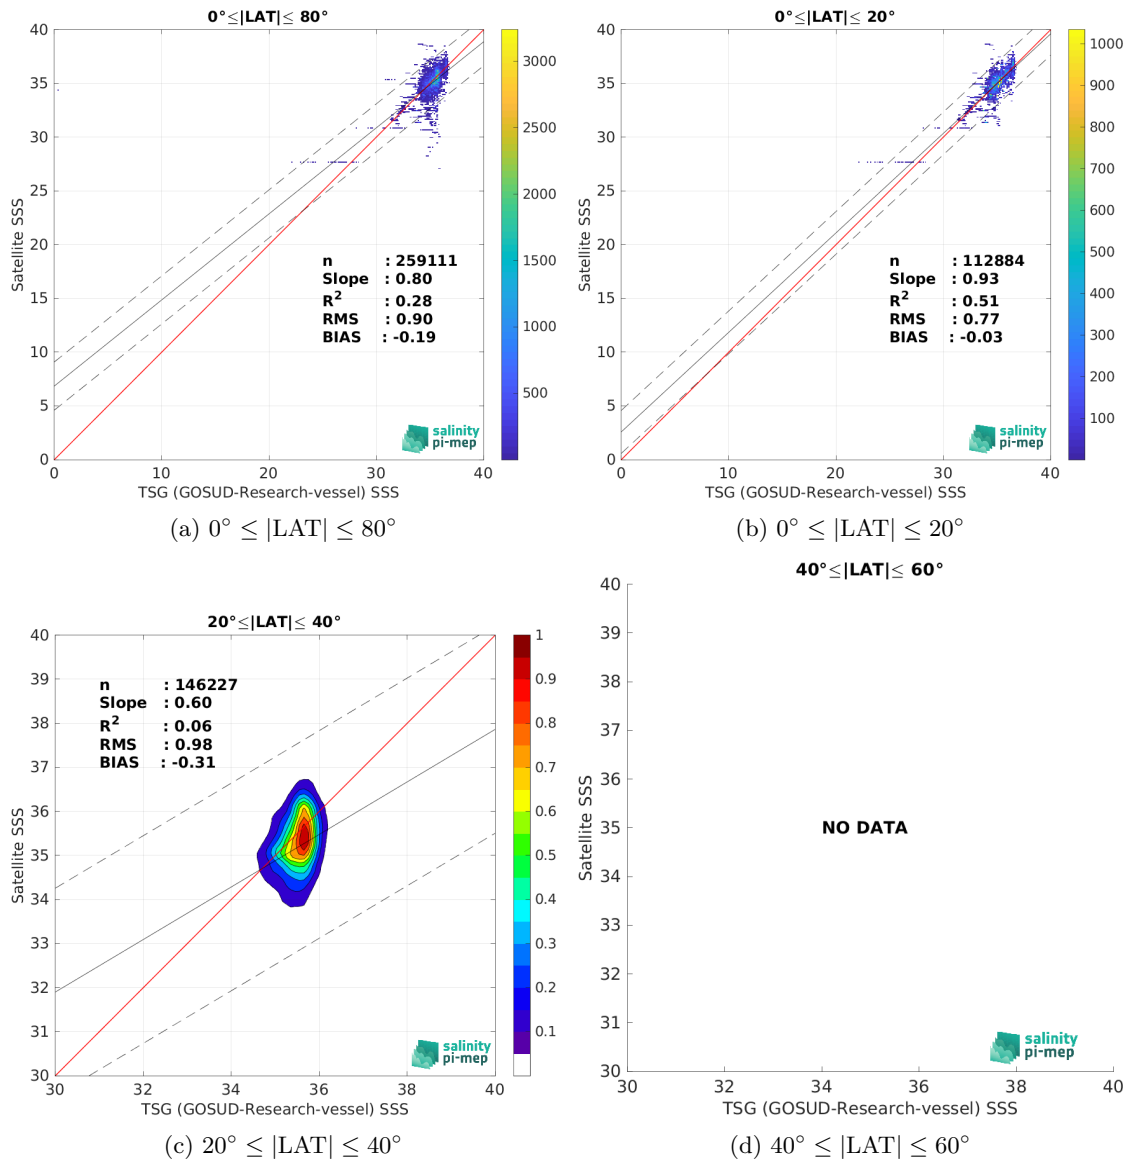 0°≤|LAT|≤ 80°
40
35
30
25
20
15
10
5
0
0
10
20
30
40
3000
2500
2000
1500
1000
500
Satellite SSS
n : 259111
Slope : 0.80
R² : 0.28
RMS : 0.90
BIAS : -0.19
salinity
pi-mep
TSG (GOSUD-Research-vessel) SSS
(a) 0° ≤ |LAT| ≤ 80°
0°≤|LAT|≤ 20°
40
35
30
25
20
15
10
5
0
0
10
20
30
40
1000
900
800
700
600
500
400
300
200
100
Satellite SSS
n : 112884
Slope : 0.93
R² : 0.51
RMS : 0.77
BIAS : -0.03
salinity
pi-mep
TSG (GOSUD-Research-vessel) SSS
(b) 0° ≤ |LAT| ≤ 20°
20°≤|LAT|≤ 40°
40
39
38
37
36
35
34
33
32
31
30
30
32
34
36
38
40
1
0.9
0.8
0.7
0.6
0.5
0.4
0.3
0.2
0.1
Satellite SSS
n : 146227
Slope : 0.60
R² : 0.06
RMS : 0.98
BIAS : -0.31
salinity
pi-mep
TSG (GOSUD-Research-vessel) SSS
(c) 20° ≤ |LAT| ≤ 40°
40°≤|LAT|≤ 60°
40
39
38
37
36
35
34
33
32
31
30
30
32
34
36
38
40
Satellite SSS
NO DATA
salinity
pi-mep
TSG (GOSUD-Research-vessel) SSS
(d) 40° ≤ |LAT| ≤ 60°